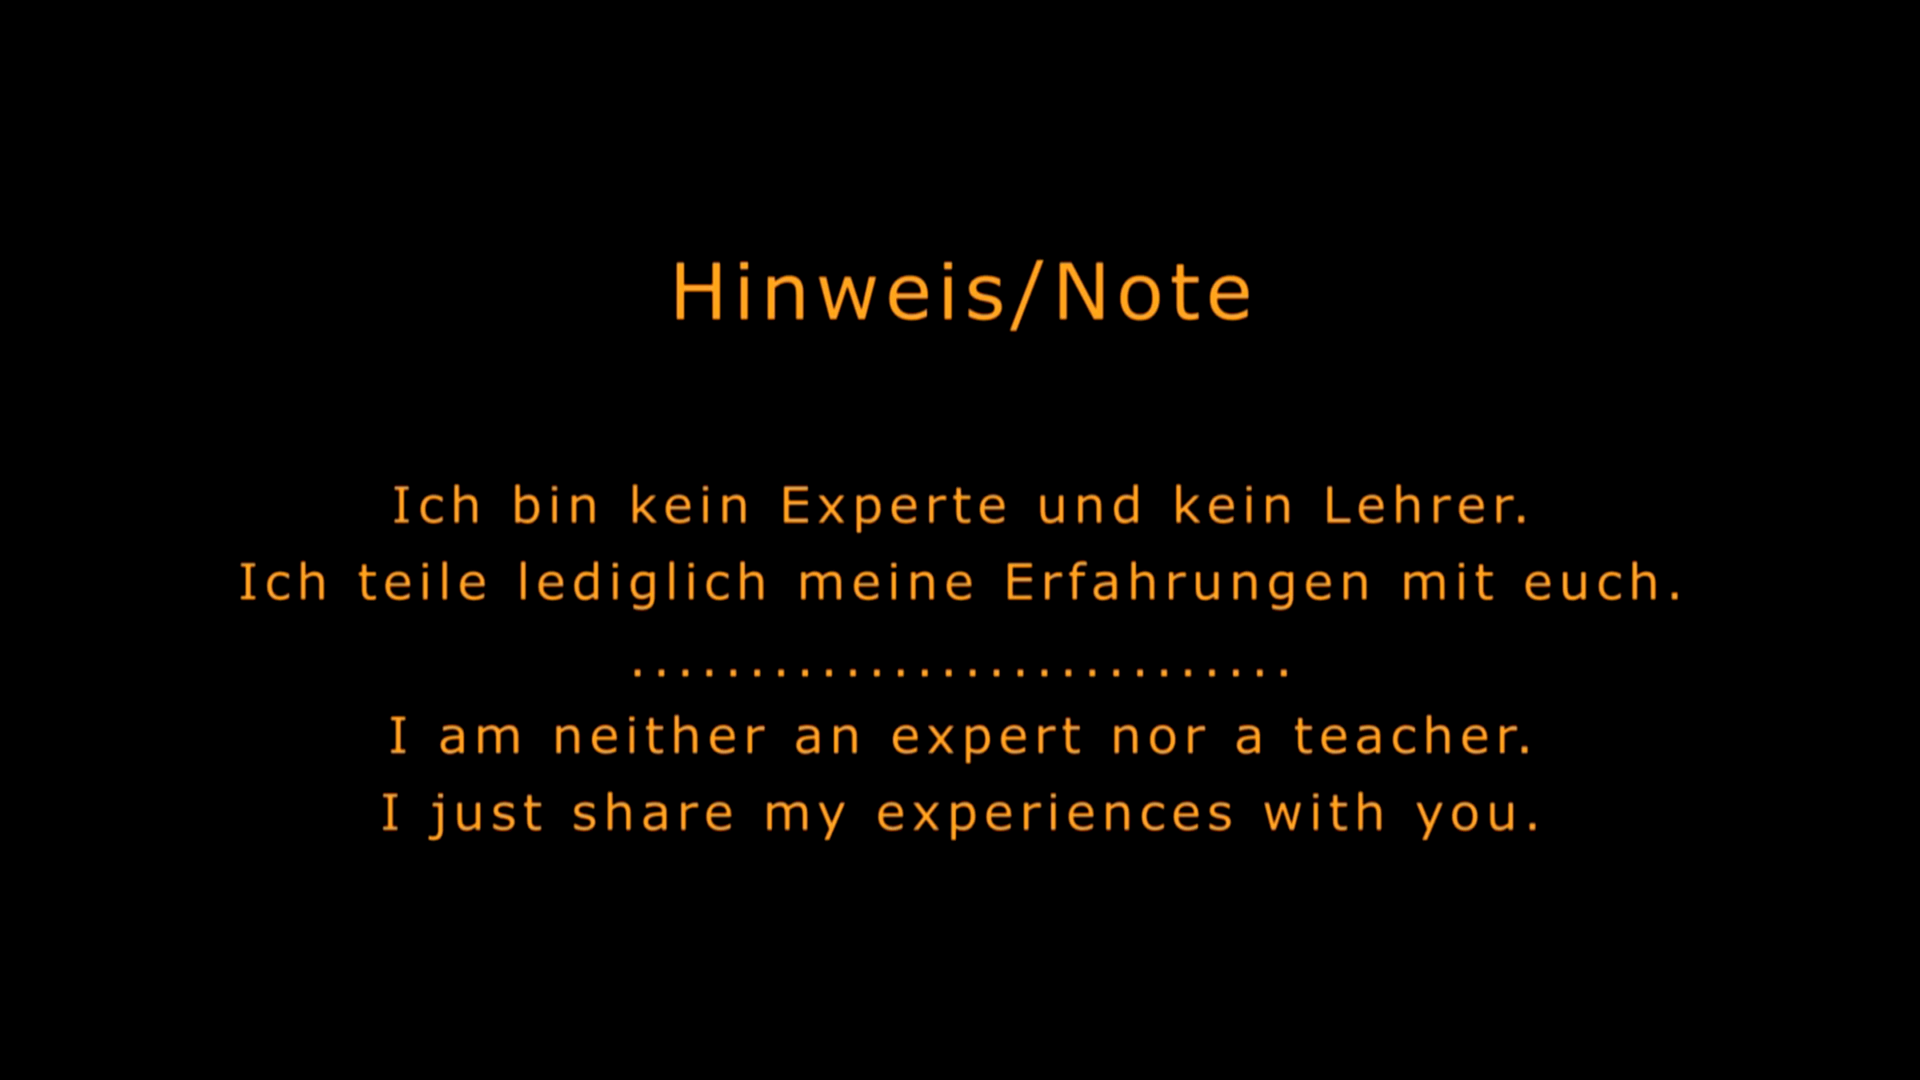 Hinweis/Note
Ich bin kein Experte und kein Lehrer.
Ich teile lediglich meine Erfahrungen mit euch.
............................
I am neither an expert nor a teacher.
I just share my experiences with you.